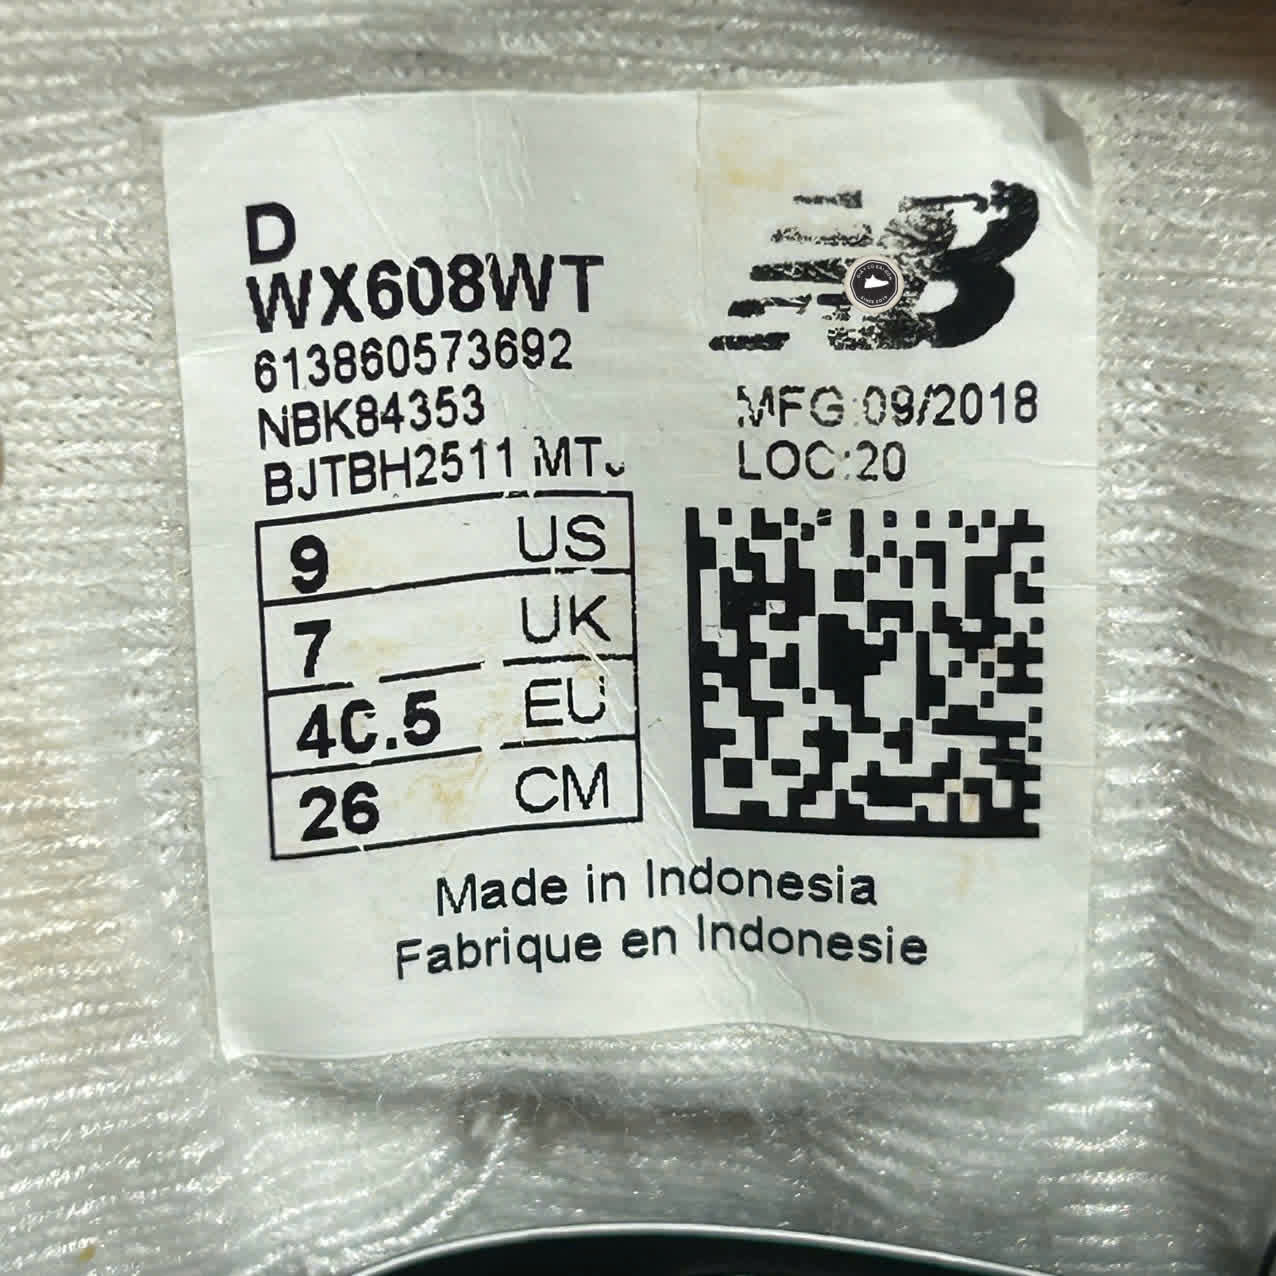 D
WX608WT
613860573692
NBK84353
BJTBH2511 MT
MFG:09/2018
LOC:20
9 US
7 UK
40.5 EU
26 CM
Made in Indonesia
Fabrique en Indonesie